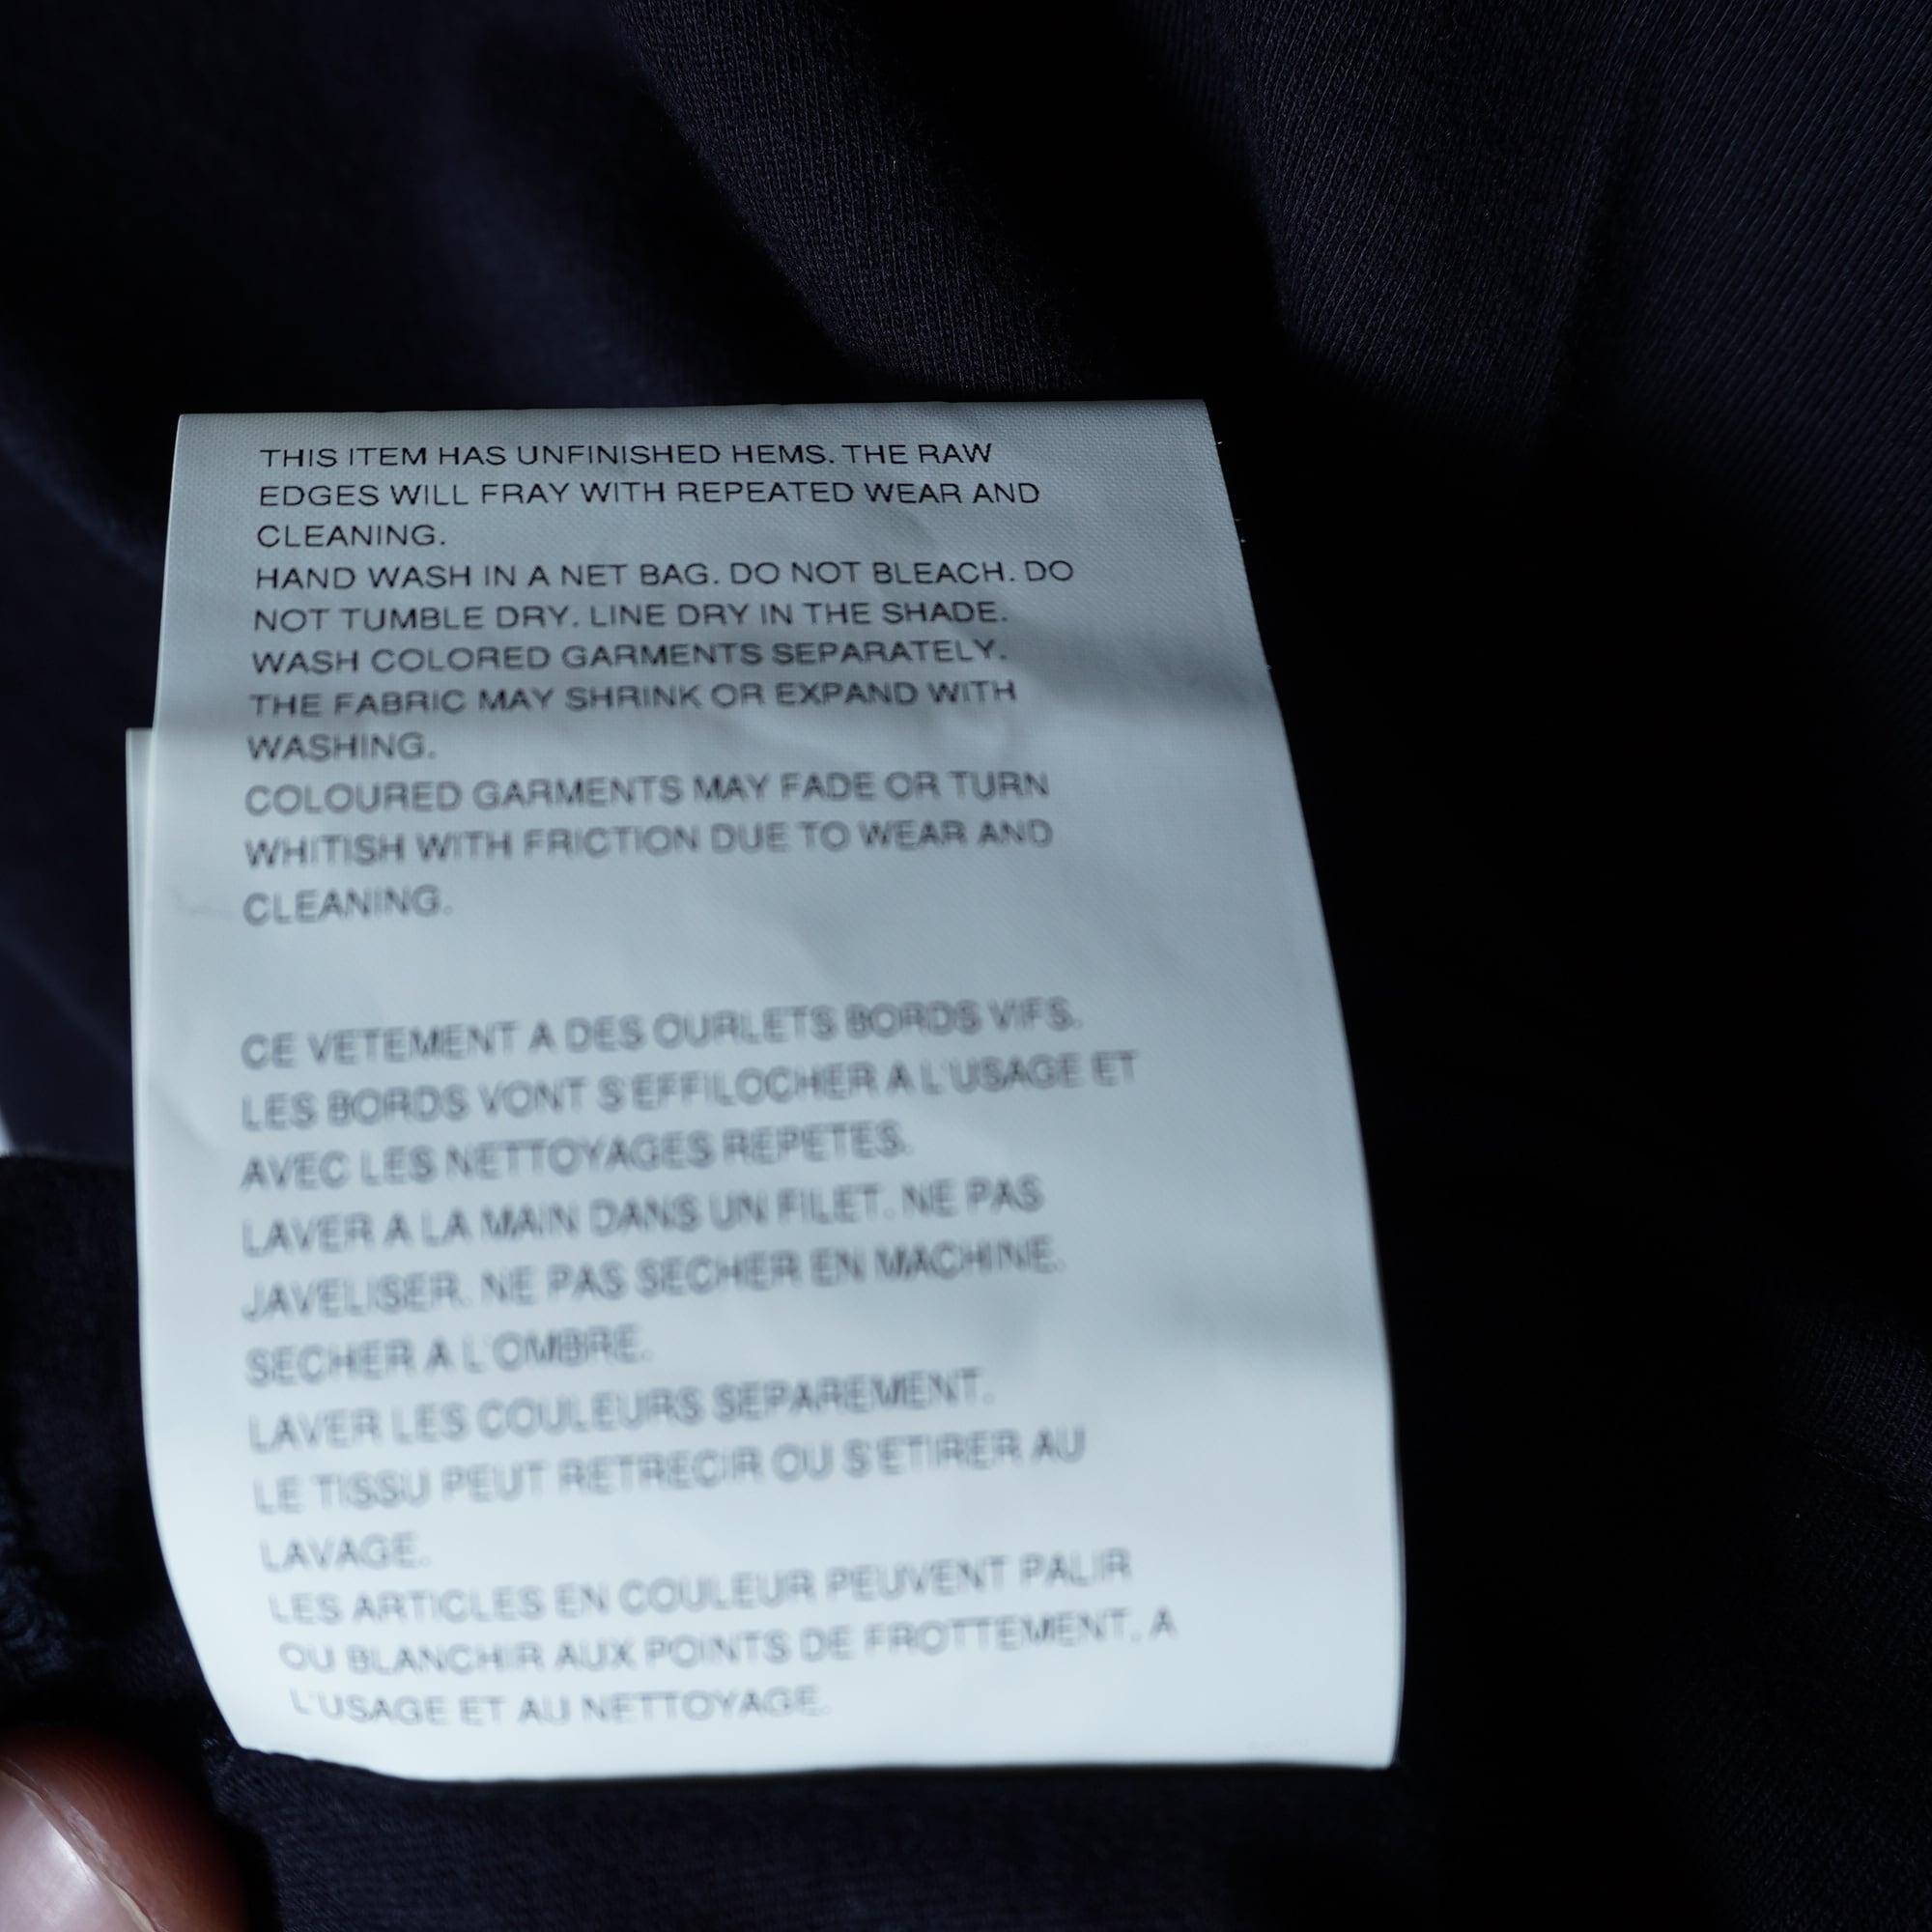 THIS ITEM HAS UNFINISHED HEMS. THE RAW
EDGES WILL FRAY WITH REPEATED WEAR AND
CLEANING.
HAND WASH IN A NET BAG. DO NOT BLEACH. DO
NOT TUMBLE DRY. LINE DRY IN THE SHADE.
WASH COLORED GARMENTS SEPARATELY.
THE FABRIC MAY SHRINK OR EXPAND WITH
WASHING.
COLOURED GARMENTS MAY FADE OR TURN
WHITISH WITH FRICTION DUE TO WEAR AND
CLEANING.
CE VETEMENT A DES OURLETS BORDS VIFS.
LES BORDS VONT S'EFFILOCHER A L'USAGE ET
AVEC LES NETTOYAGES REPETES.
LAVER A LA MAIN DANS UN FILET. NE PAS
JAVELISER. NE PAS SECHER EN MACHINE.
SECHER A L'OMBRE.
LAVER LES COULEURS SEPAREMENT.
LE TISSU PEUT RETRECIR OU S'ETIRER AU
LAVAGE.
LES ARTICLES EN COULEUR PEUVENT PALIR
OU BLANCHIR AUX POINTS DE FROTTEMENT, A
L'USAGE ET AU NETTOYAGE.